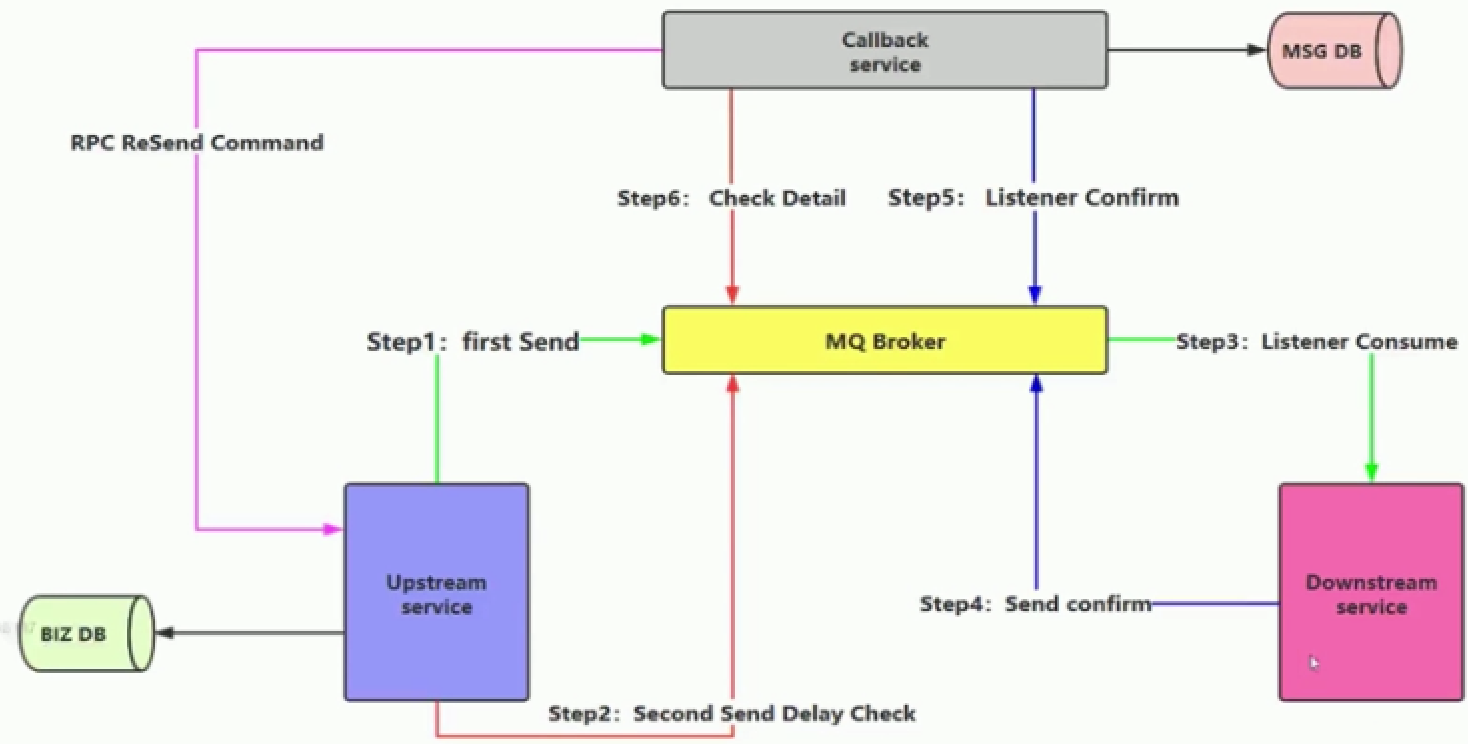 Callback
service
MSG DB
RPC ReSend Command
Step6： Check Detail
Step5： Listener Confirm
Step1：first Send
MQ Broker
Step3：Listener Consume
Upstream
service
Downstream
service
Step4：Send confirm
BIZ DB
Step2：Second Send Delay Check